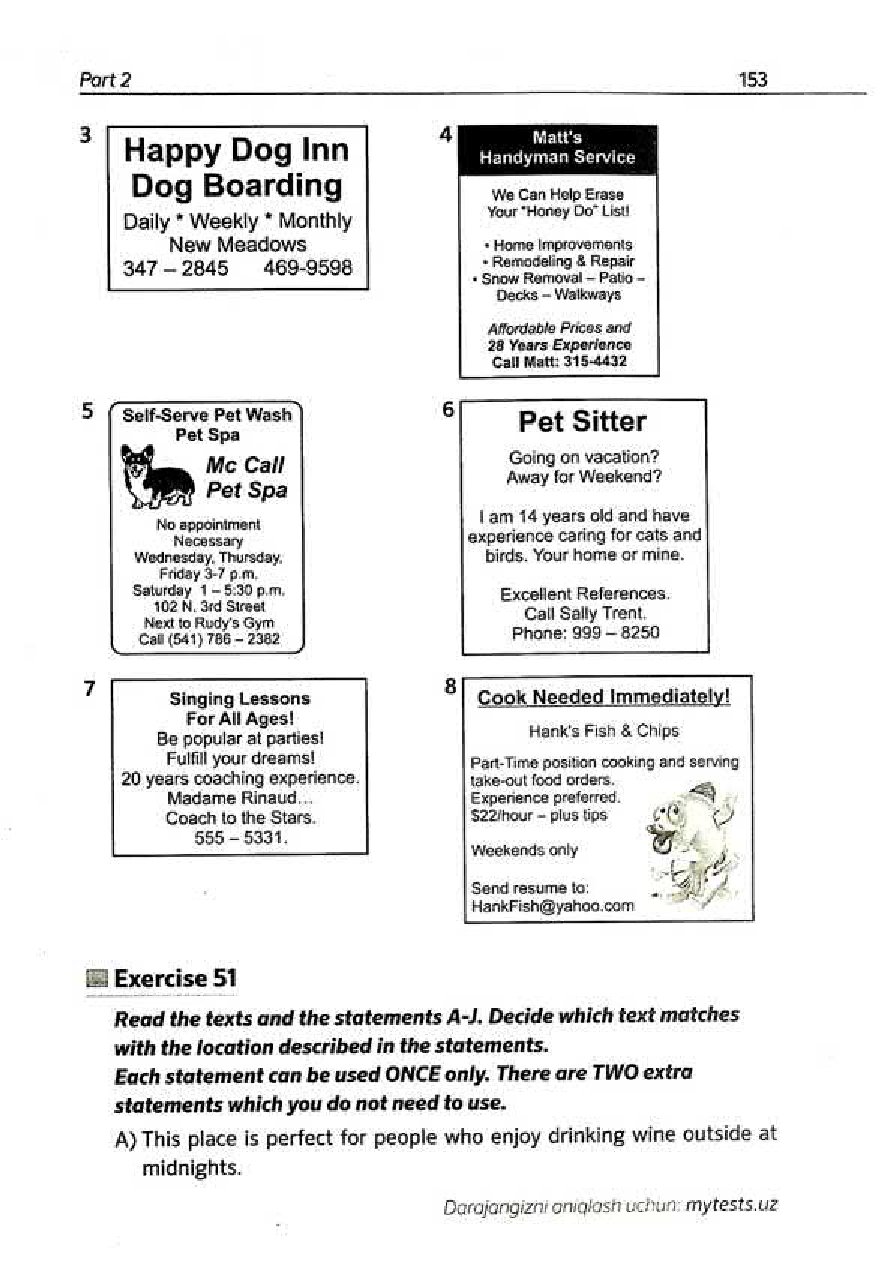 Part 2
153
3
Happy Dog Inn
Dog Boarding
Daily * Weekly * Monthly
New Meadows
347 – 2845 469-9598
4
Matt's
Handyman Service
We Can Help Erase
Your "Honey Do" List!
• Home Improvements
• Remodeling & Repair
• Snow Removal – Patio –
Decks – Walkways
Affordable Prices and
28 Years Experience
Call Matt: 315-4432
5
Self-Serve Pet Wash
Pet Spa
Mc Call
Pet Spa
No appointment
Necessary
Wednesday, Thursday,
Friday 3-7 p.m.
Saturday 1 – 5:30 p.m.
102 N. 3rd Street
Next to Rudy's Gym
Call (541) 786 – 2382
6
Pet Sitter
Going on vacation?
Away for Weekend?
I am 14 years old and have
experience caring for cats and
birds. Your home or mine.
Excellent References.
Call Sally Trent.
Phone: 999 – 8250
7
Singing Lessons
For All Ages!
Be popular at parties!
Fulfill your dreams!
20 years coaching experience.
Madame Rinaud...
Coach to the Stars.
555 – 5331.
8
Cook Needed Immediately!
Hank's Fish & Chips
Part-Time position cooking and serving
take-out food orders.
Experience preferred.
$22/hour – plus tips
Weekends only
Send resume to:
HankFish@yahoo.com
Exercise 51
Read the texts and the statements A-J. Decide which text matches
with the location described in the statements.
Each statement can be used ONCE only. There are TWO extra
statements which you do not need to use.
A) This place is perfect for people who enjoy drinking wine outside at
midnights.
Darajangizni aniqlash uchun: mytests.uz